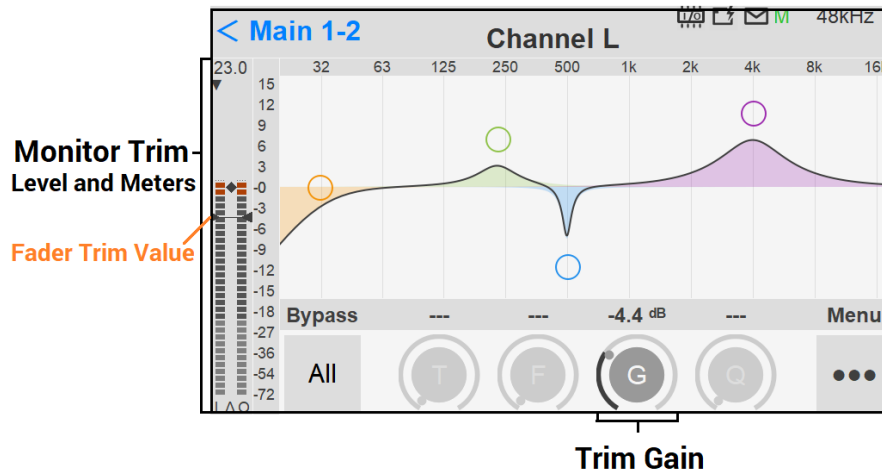 < Main 1-2
Channel L
I/O
M
48kHz
23.0
32 63 125 250 500 1k 2k 4k 8k 16k
15
12
9
6
3
-0
-3
-6
-9
-12
-15
-18
-27
-36
-54
-72
Monitor Trim
Level and Meters
Fader Trim Value
Bypass --- --- -4.4 dB --- Menu
All T F G Q •••
Trim Gain